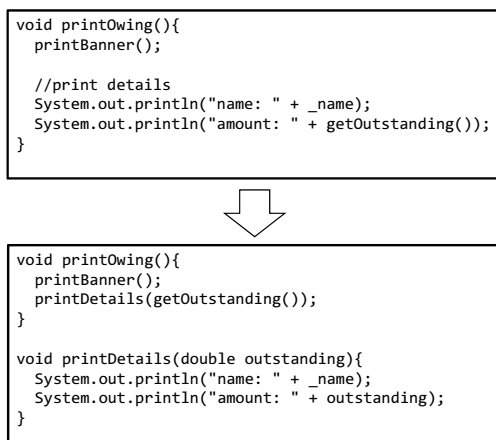 void printOwing(){
  printBanner();

  //print details
  System.out.println("name: " + _name);
  System.out.println("amount: " + getOutstanding());
}

void printOwing(){
  printBanner();
  printDetails(getOutstanding());
}

void printDetails(double outstanding){
  System.out.println("name: " + _name);
  System.out.println("amount: " + outstanding);
}